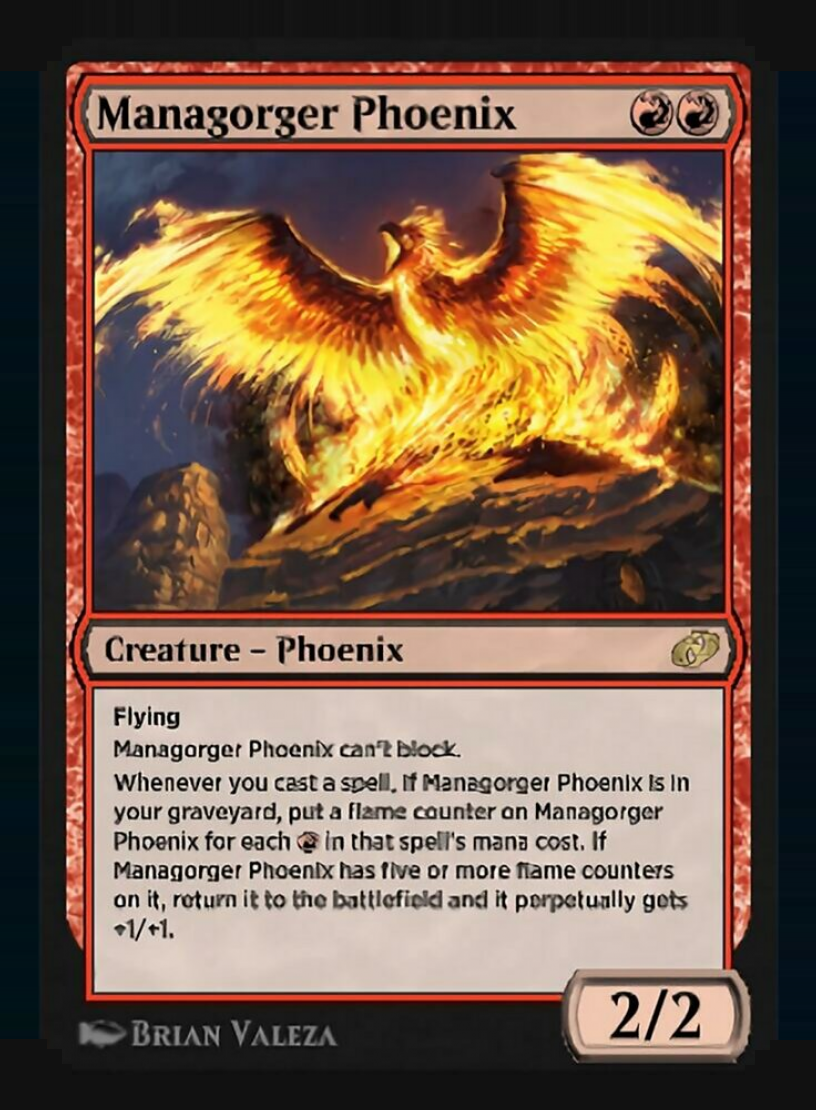 Managorger Phoenix
Creature – Phoenix
Flying
Managorger Phoenix can't block.
Whenever you cast a spell, if Managorger Phoenix is in
your graveyard, put a flame counter on Managorger
Phoenix for each in that spell's mana cost. If
Managorger Phoenix has five or more flame counters
on it, return it to the battlefield and it perpetually gets
+1/+1.
2/2
BRIAN VALEZA